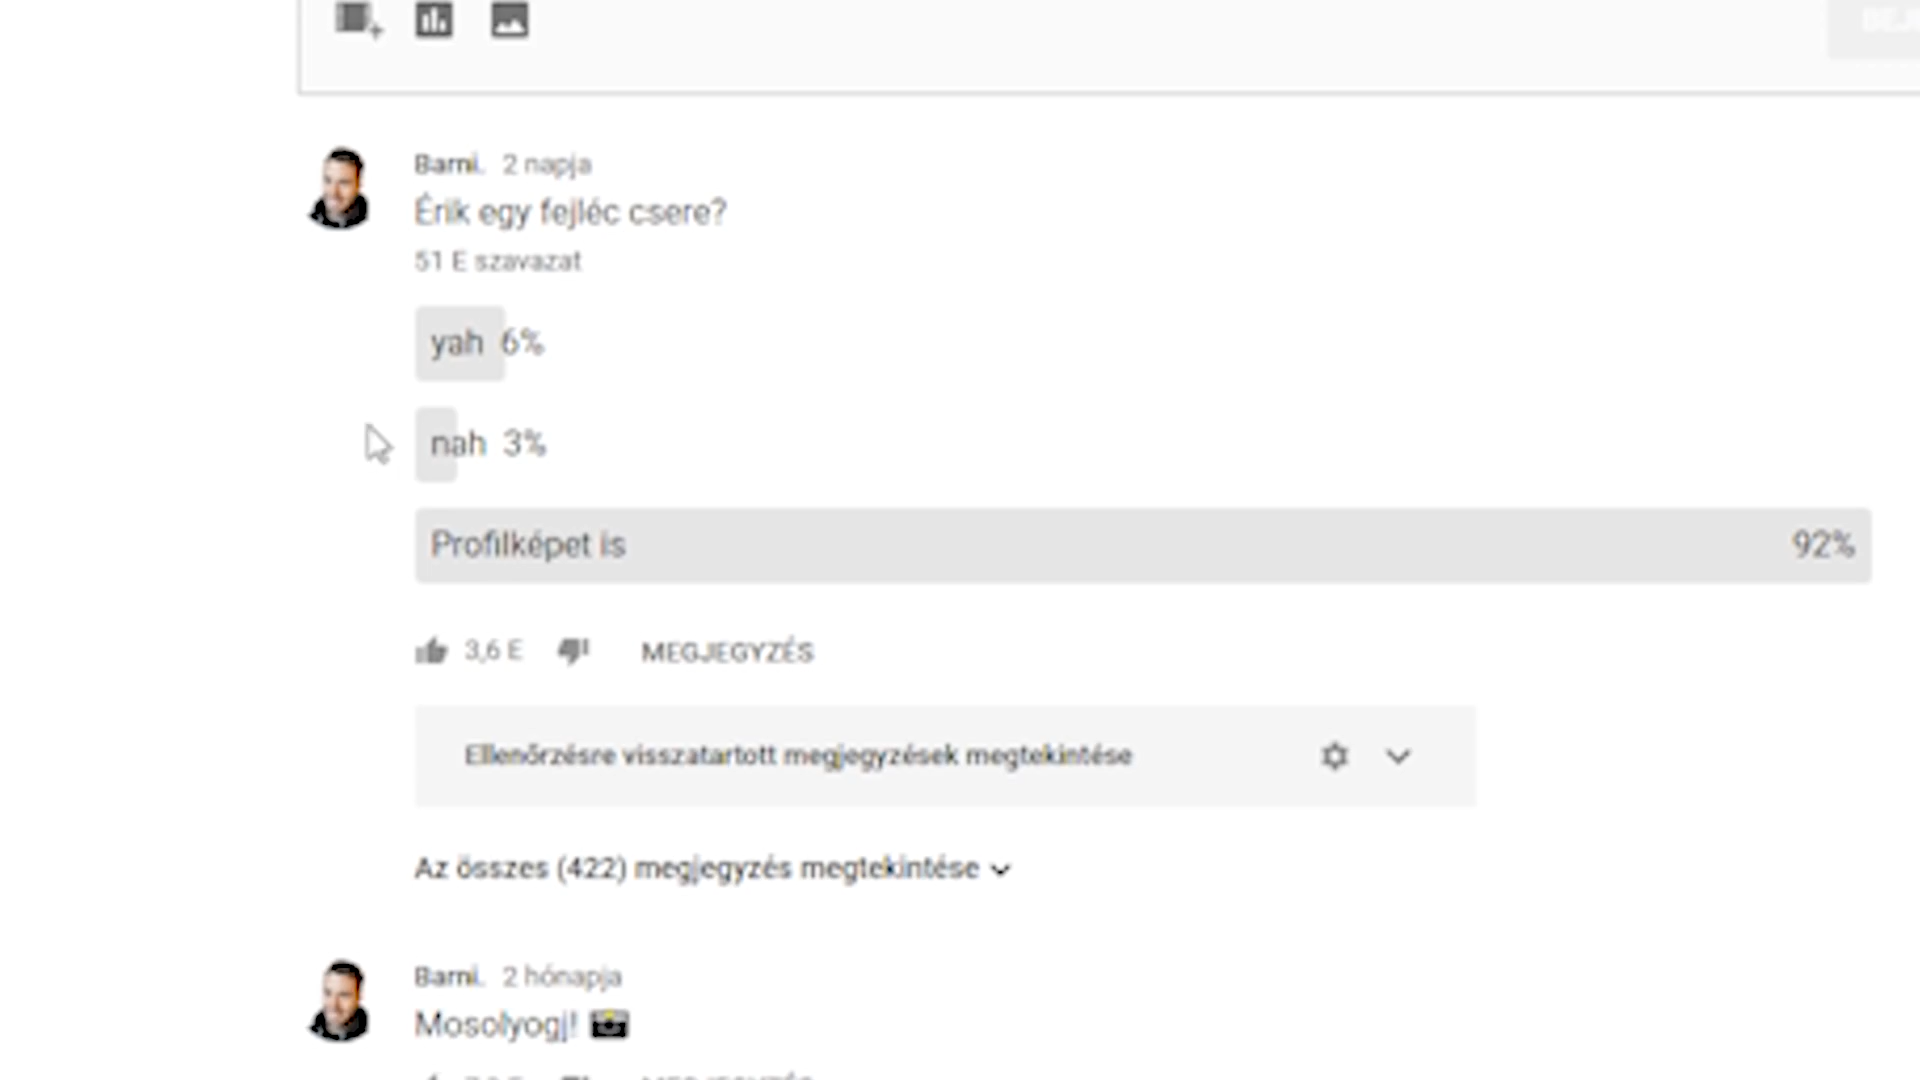 Barni. 2 napja
Érik egy fejléc csere?
51 E szavazat
yah 6%
nah 3%
Profilképet is 92%
3,6 E MEGJEGYZÉS
Ellenőrzésre visszatartott megjegyzések megtekintése
Az összes (422) megjegyzés megtekintése
Barni. 2 hónapja
Mosolyogj!
MEGJEGYZÉS